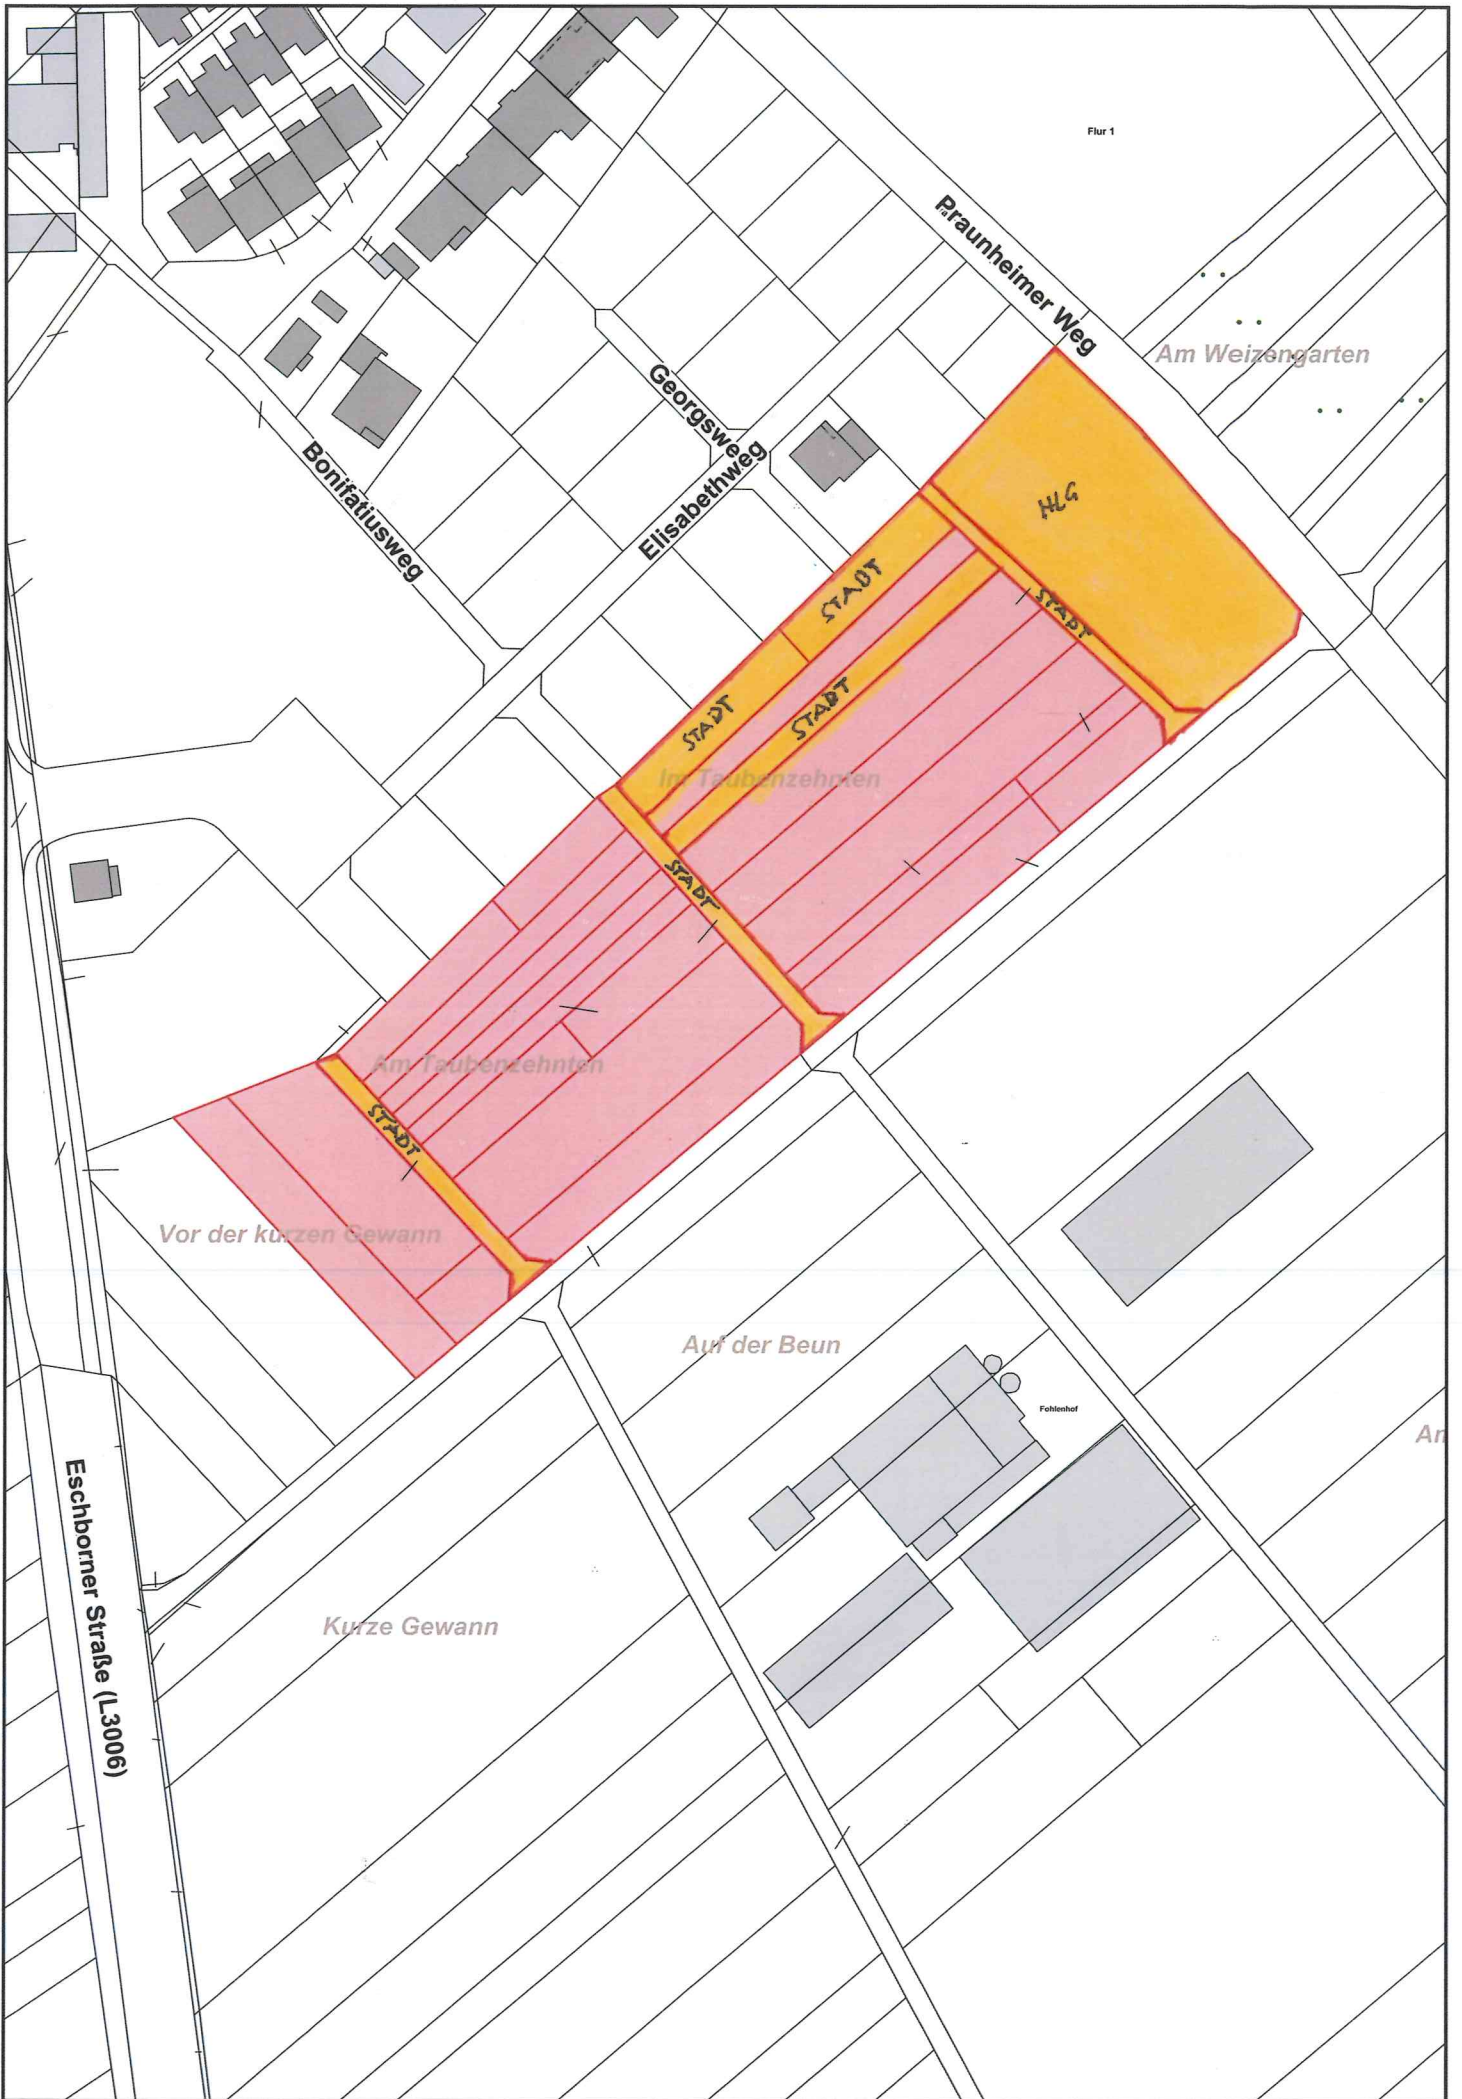 Flur 1
Praunheimer Weg
Am Weizengarten
Georgsweg
Elisabethweg
Bonifatiusweg
HLG
STADT
STADT
STADT
STADT
Im Taubenzehnten
STADT
Am Taubenzehnten
STADT
Vor der kurzen Gewann
Auf der Beun
Fohlenhof
Am
Eschborner Straße (L3006)
Kurze Gewann